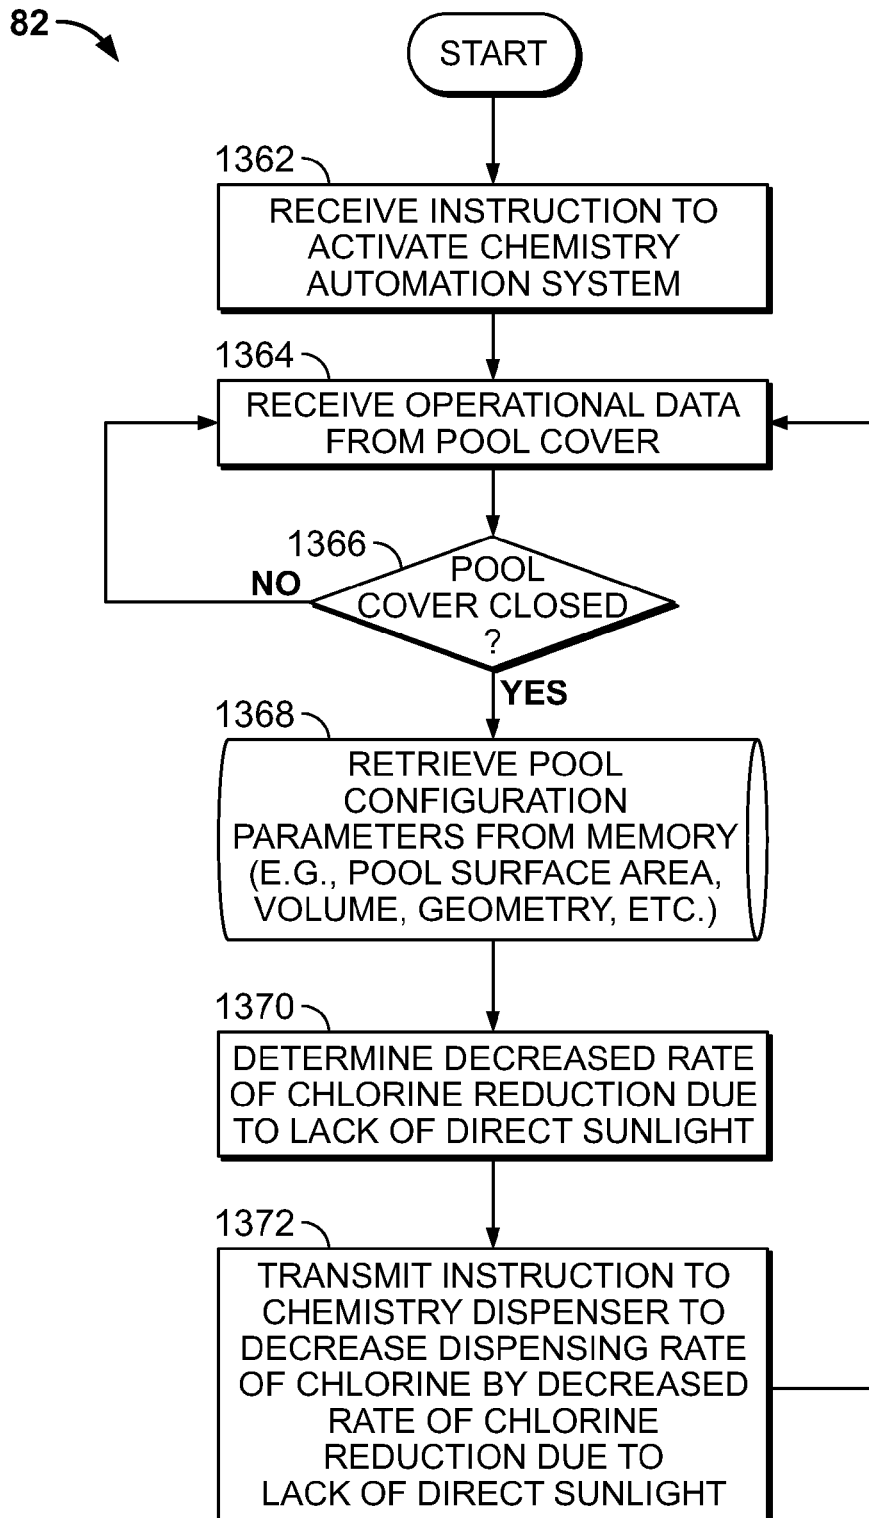 82
START
1362
RECEIVE INSTRUCTION TO
ACTIVATE CHEMISTRY
AUTOMATION SYSTEM
1364
RECEIVE OPERATIONAL DATA
FROM POOL COVER
1366
POOL
COVER CLOSED
?
NO
YES
1368
RETRIEVE POOL
CONFIGURATION
PARAMETERS FROM MEMORY
(E.G., POOL SURFACE AREA,
VOLUME, GEOMETRY, ETC.)
1370
DETERMINE DECREASED RATE
OF CHLORINE REDUCTION DUE
TO LACK OF DIRECT SUNLIGHT
1372
TRANSMIT INSTRUCTION TO
CHEMISTRY DISPENSER TO
DECREASE DISPENSING RATE
OF CHLORINE BY DECREASED
RATE OF CHLORINE
REDUCTION DUE TO
LACK OF DIRECT SUNLIGHT